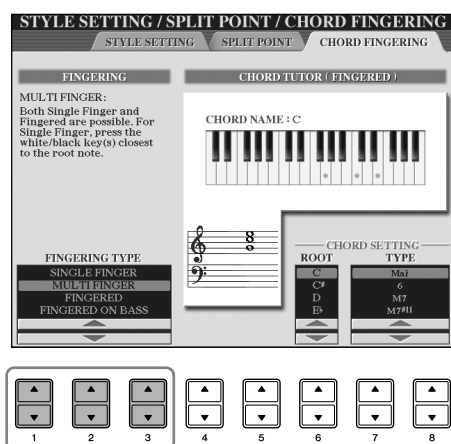 STYLE SETTING / SPLIT POINT / CHORD FINGERING
STYLE SETTING SPLIT POINT CHORD FINGERING
FINGERING
MULTI FINGER:
Both Single Finger and
Fingered are possible. For
Single Finger, press the
white/black key(s) closest
to the root note.
FINGERING TYPE
SINGLE FINGER
MULTI FINGER
FINGERED
FINGERED ON BASS
CHORD TUTOR ( FINGERED )
CHORD NAME : C
CHORD SETTING
ROOT TYPE
C Maj
C♯ 6
D M7
E♭ M7♯11
1 2 3 4 5 6 7 8